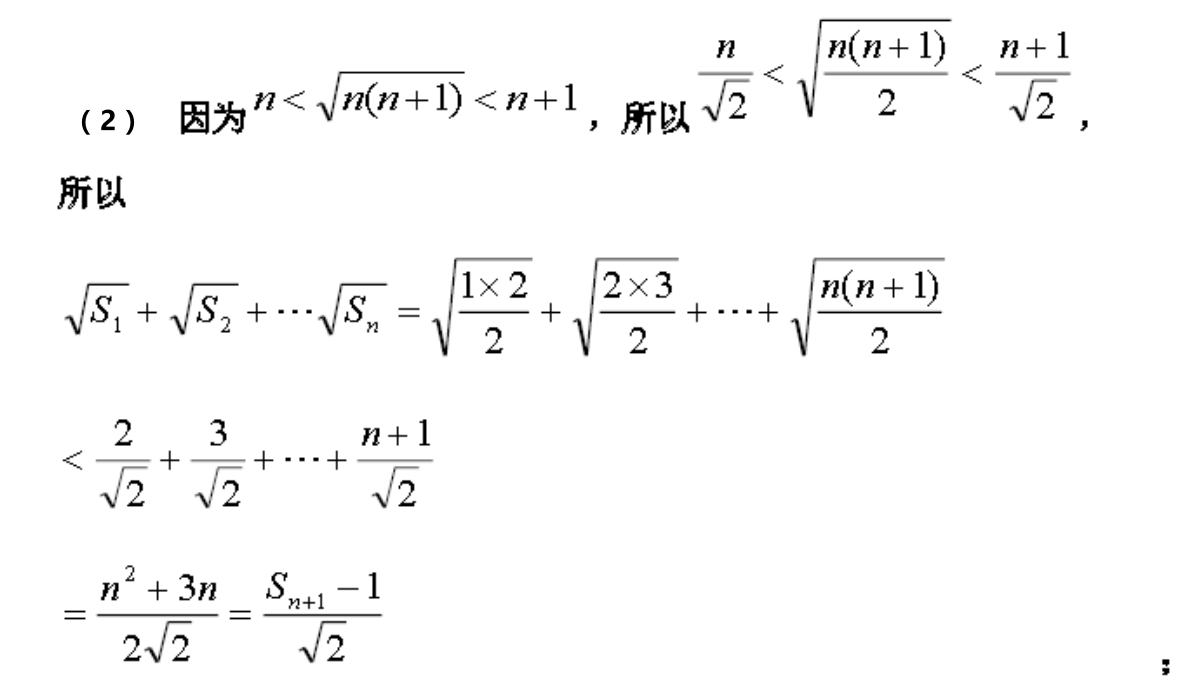 （2） 因为 n < √(n(n+1)) < n+1 ，所以 n/√2 < √(n(n+1)/2) < (n+1)/√2 ，
所以
√S₁ + √S₂ + ⋯ √Sₙ = √(1×2/2) + √(2×3/2) + ⋯ + √(n(n+1)/2)
< 2/√2 + 3/√2 + ⋯ + (n+1)/√2
= (n²+3n)/(2√2) = (Sₙ₊₁ − 1)/√2 ；